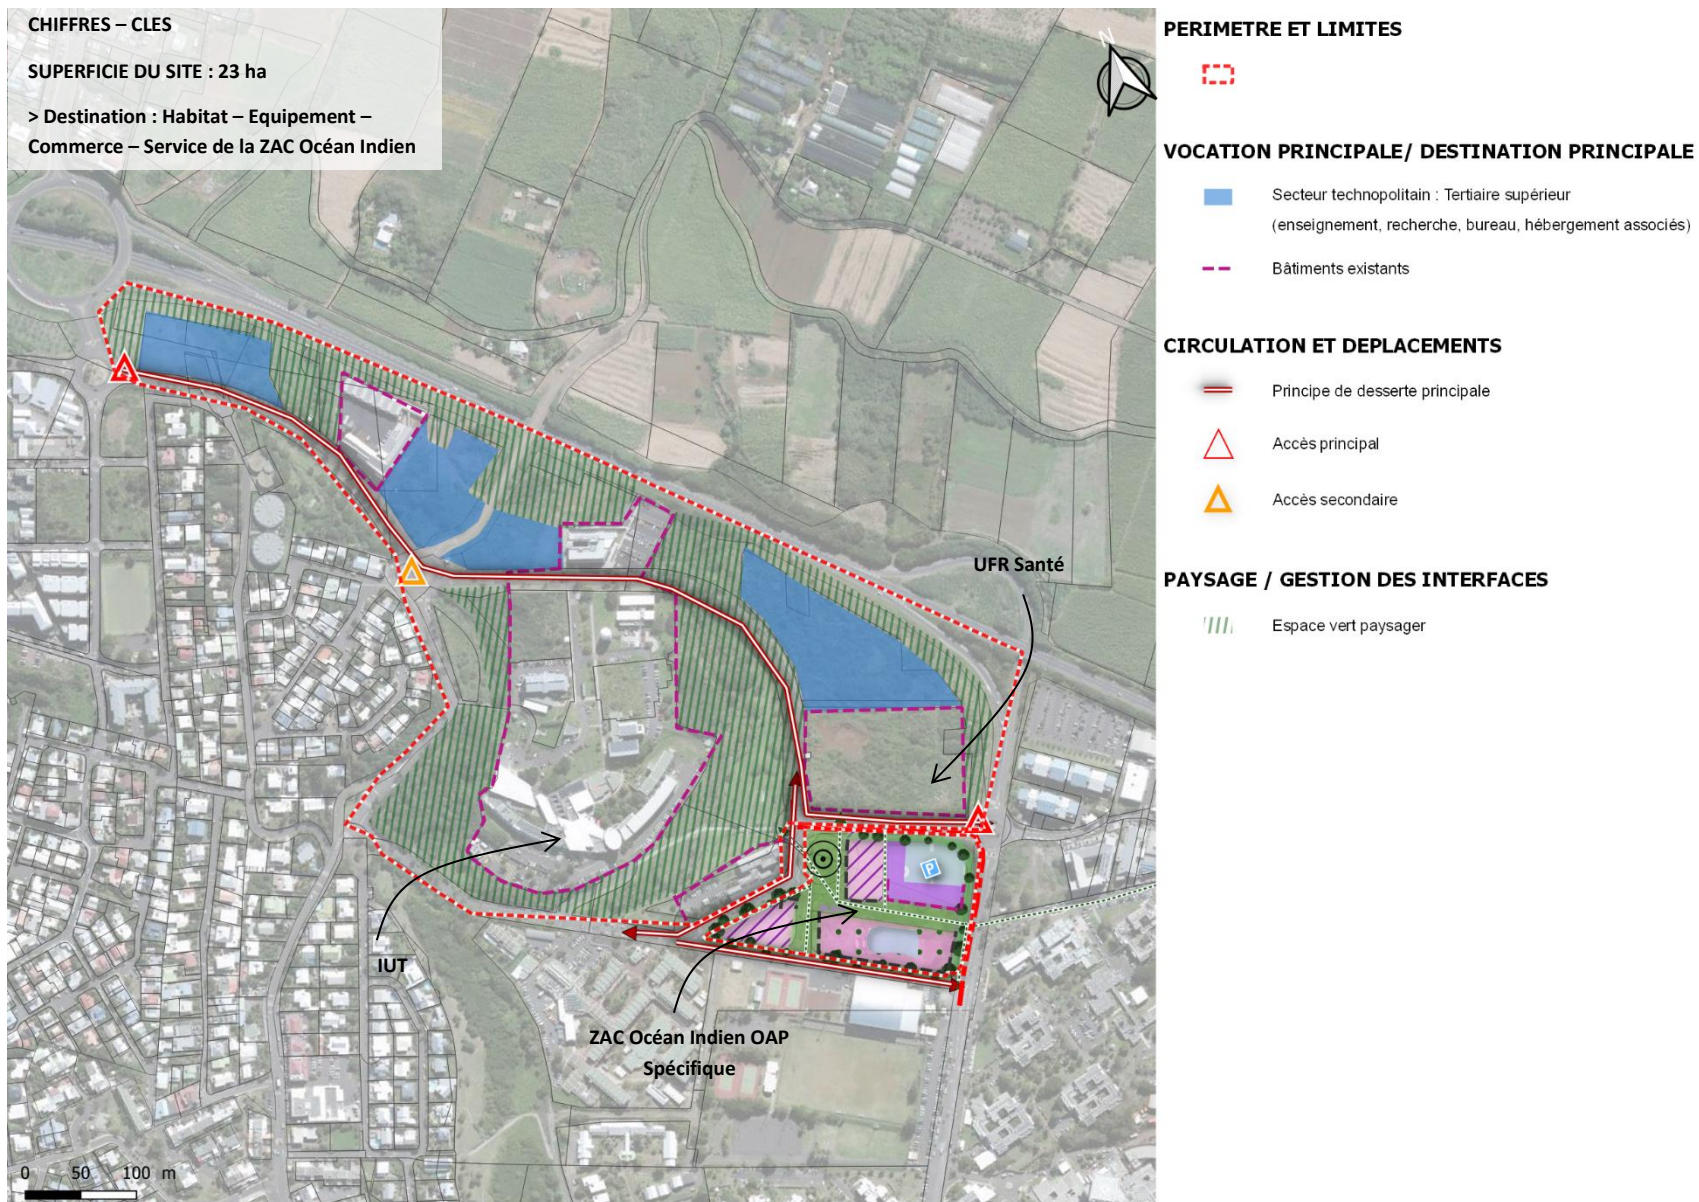 CHIFFRES – CLES
SUPERFICIE DU SITE : 23 ha
> Destination : Habitat – Equipement –
Commerce – Service de la ZAC Océan Indien
N
UFR Santé
P
IUT
ZAC Océan Indien OAP
Spécifique
0 50 100 m
PERIMETRE ET LIMITES
VOCATION PRINCIPALE/ DESTINATION PRINCIPALE
Secteur technopolitain : Tertiaire supérieur
(enseignement, recherche, bureau, hébergement associés)
Bâtiments existants
CIRCULATION ET DEPLACEMENTS
Principe de desserte principale
Accès principal
Accès secondaire
PAYSAGE / GESTION DES INTERFACES
Espace vert paysager